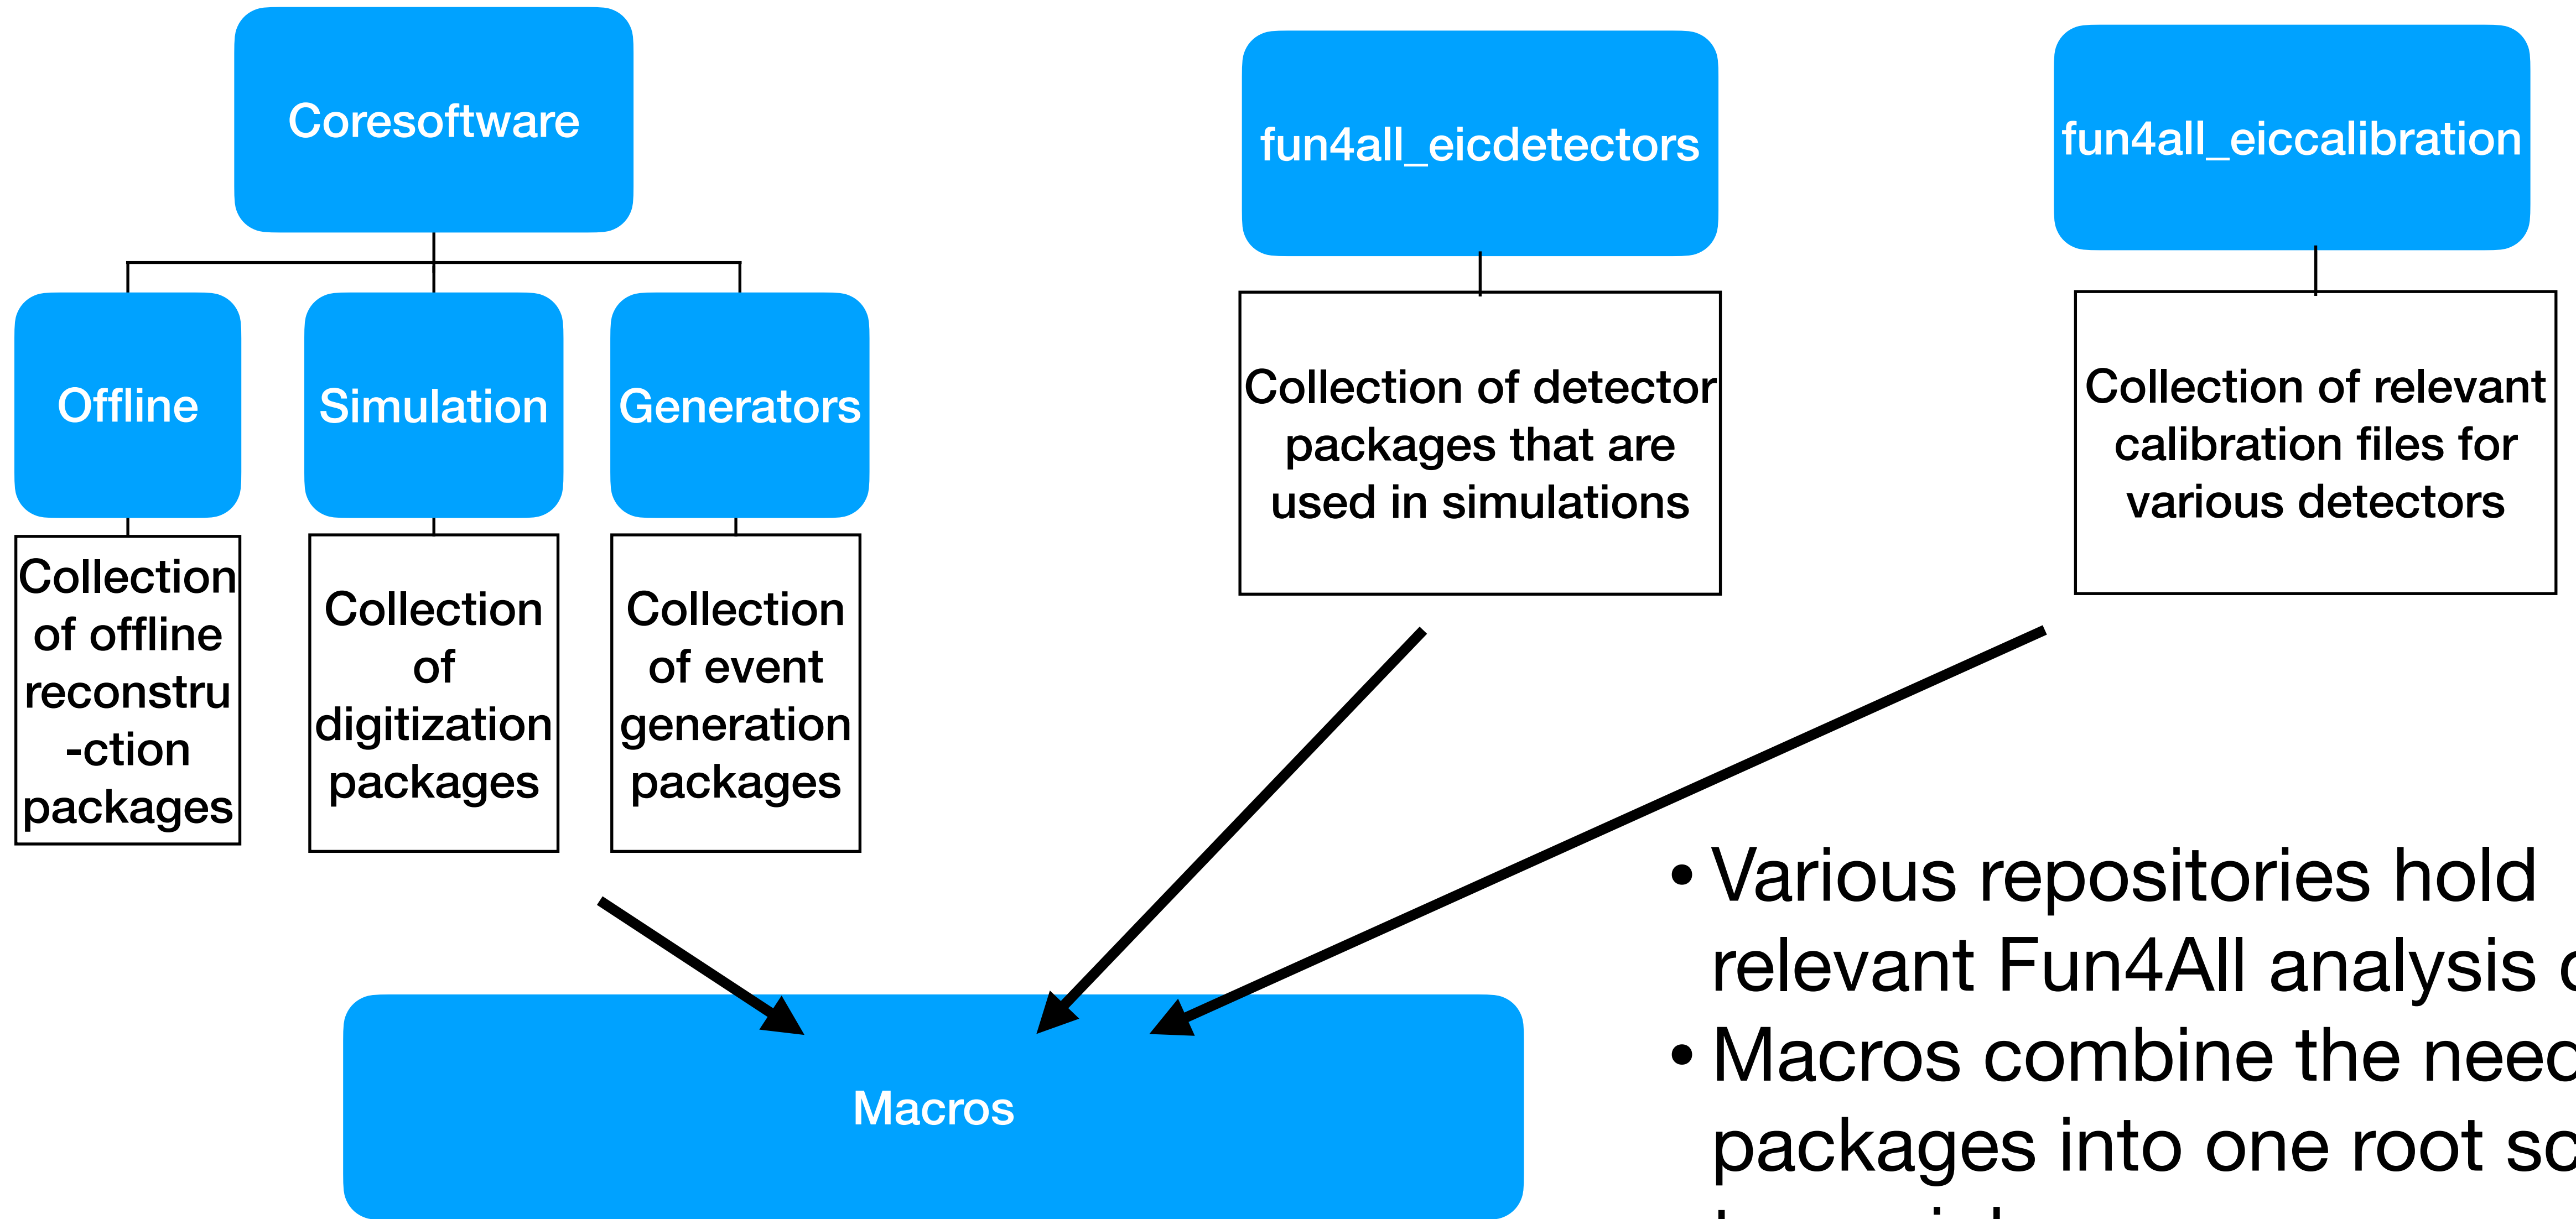 Coresoftware
fun4all_eicdetectors
fun4all_eiccalibration
Offline
Simulation
Generators
Collection
of offline
reconstru
-ction
packages
Collection
of
digitization
packages
Collection
of event
generation
packages
Collection of detector
packages that are
used in simulations
Collection of relevant
calibration files for
various detectors
Macros
• Various repositories hold
relevant Fun4All analysis
• Macros combine the
packages into one root